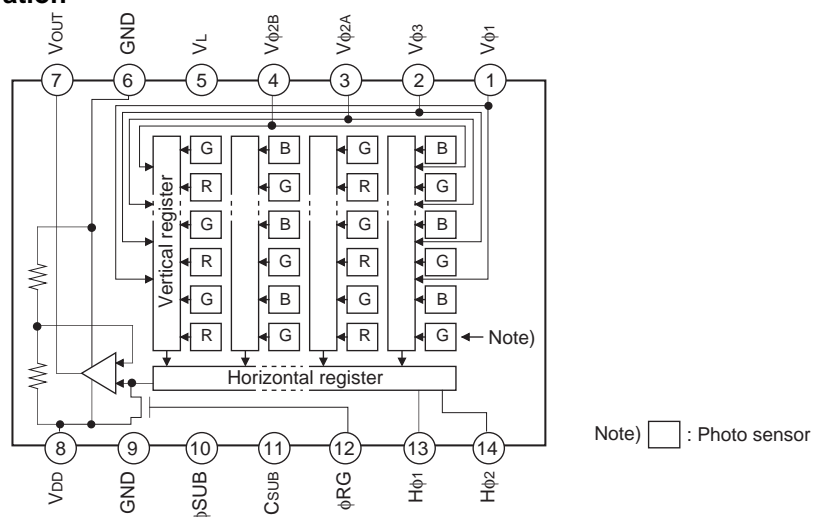 ation
VOUT GND VL Vφ2B Vφ2A Vφ3 Vφ1
7 6 5 4 3 2 1
Vertical register
G B G B
R G R G
G B G B
R G R G
G B G B
R G R G Note)
Horizontal register
Note) : Photo sensor
8 9 10 11 12 13 14
VDD GND φSUB CSUB φRG Hφ1 Hφ2